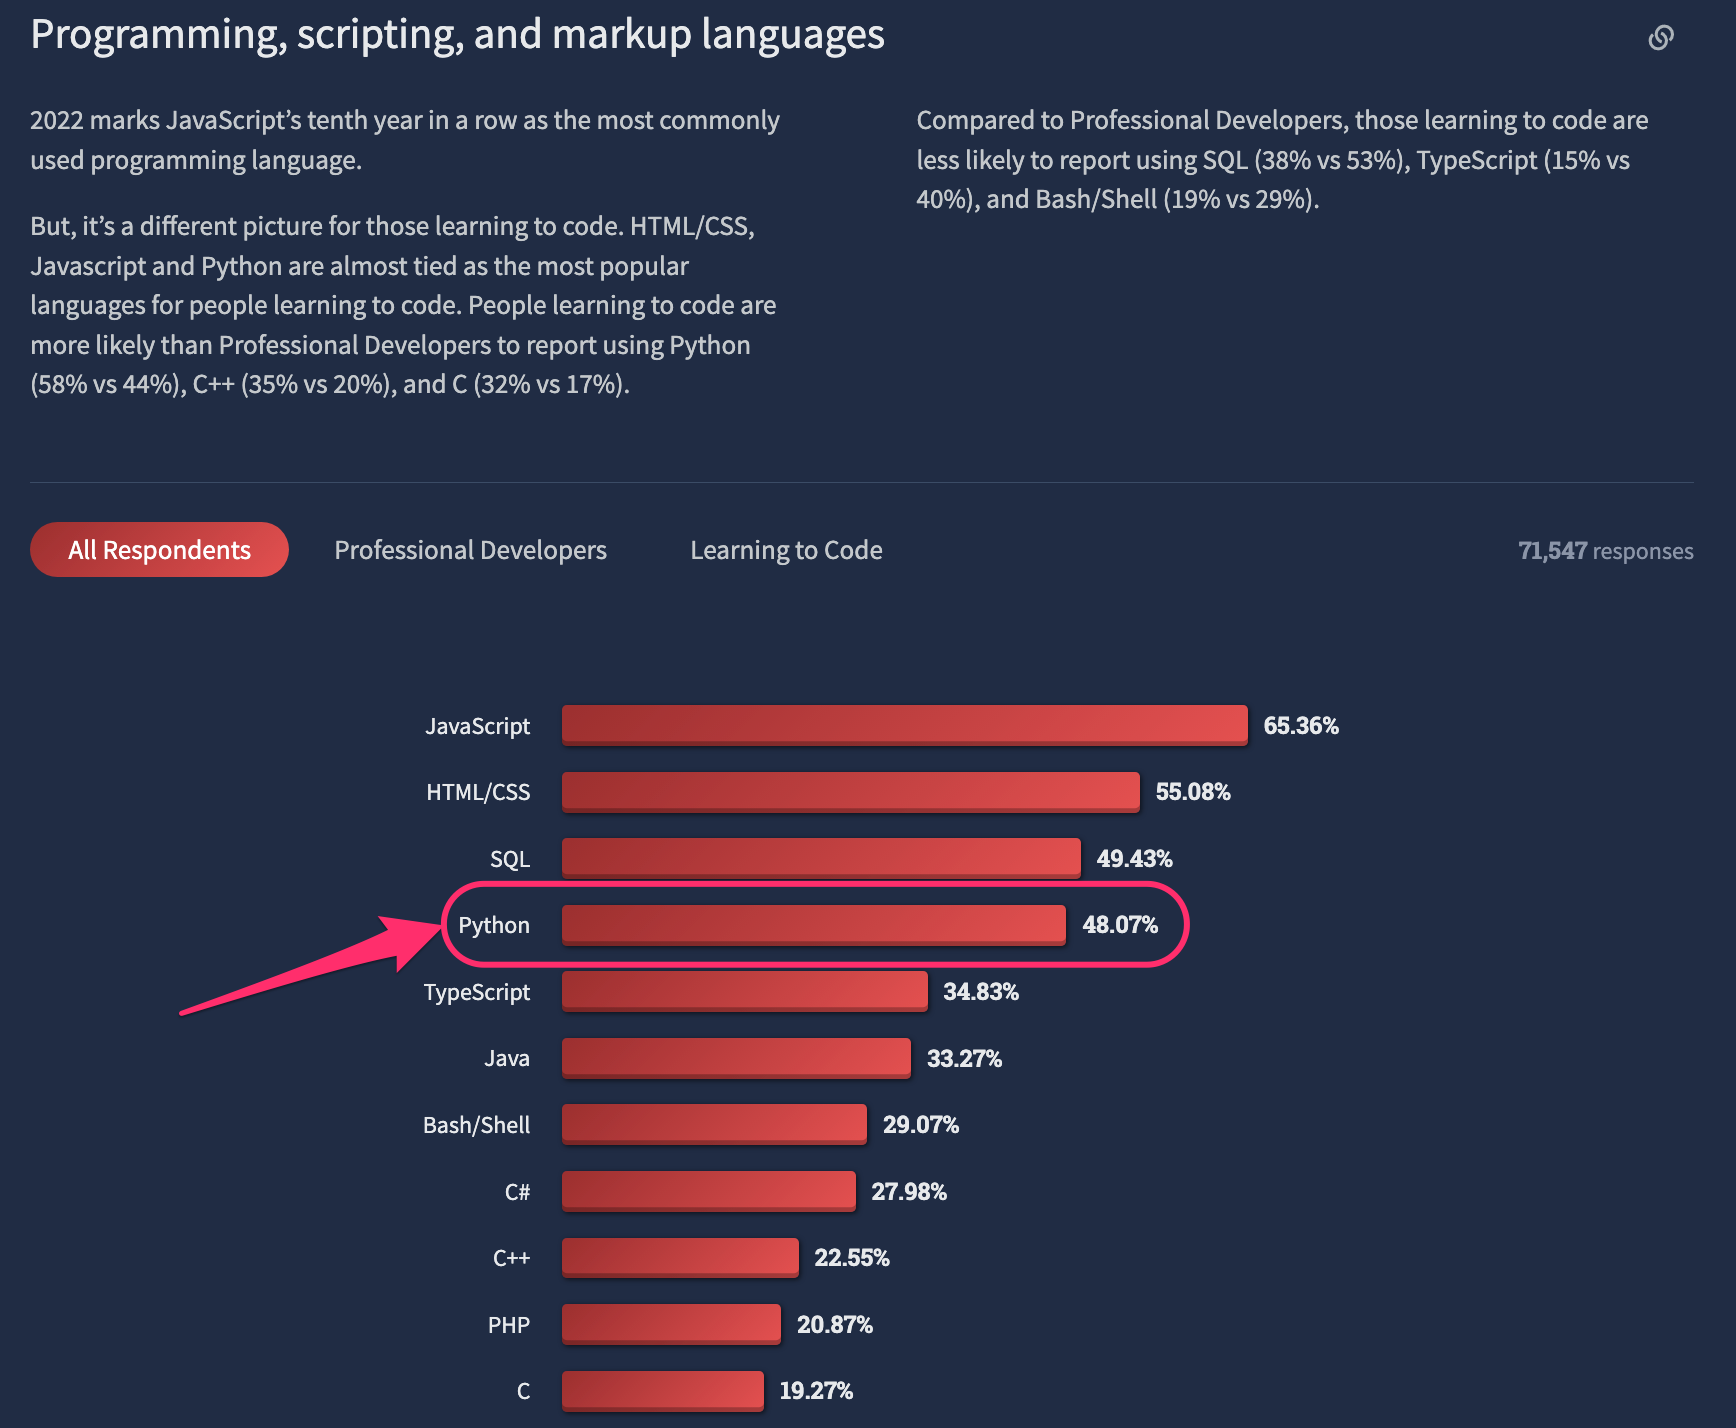 Programming, scripting, and markup languages
2022 marks JavaScript’s tenth year in a row as the most commonly
used programming language.
But, it’s a different picture for those learning to code. HTML/CSS,
Javascript and Python are almost tied as the most popular
languages for people learning to code. People learning to code are
more likely than Professional Developers to report using Python
(58% vs 44%), C++ (35% vs 20%), and C (32% vs 17%).
Compared to Professional Developers, those learning to code are
less likely to report using SQL (38% vs 53%), TypeScript (15% vs
40%), and Bash/Shell (19% vs 29%).
All Respondents Professional Developers Learning to Code 71,547 responses
JavaScript 65.36%
HTML/CSS 55.08%
SQL 49.43%
Python 48.07%
TypeScript 34.83%
Java 33.27%
Bash/Shell 29.07%
C# 27.98%
C++ 22.55%
PHP 20.87%
C 19.27%